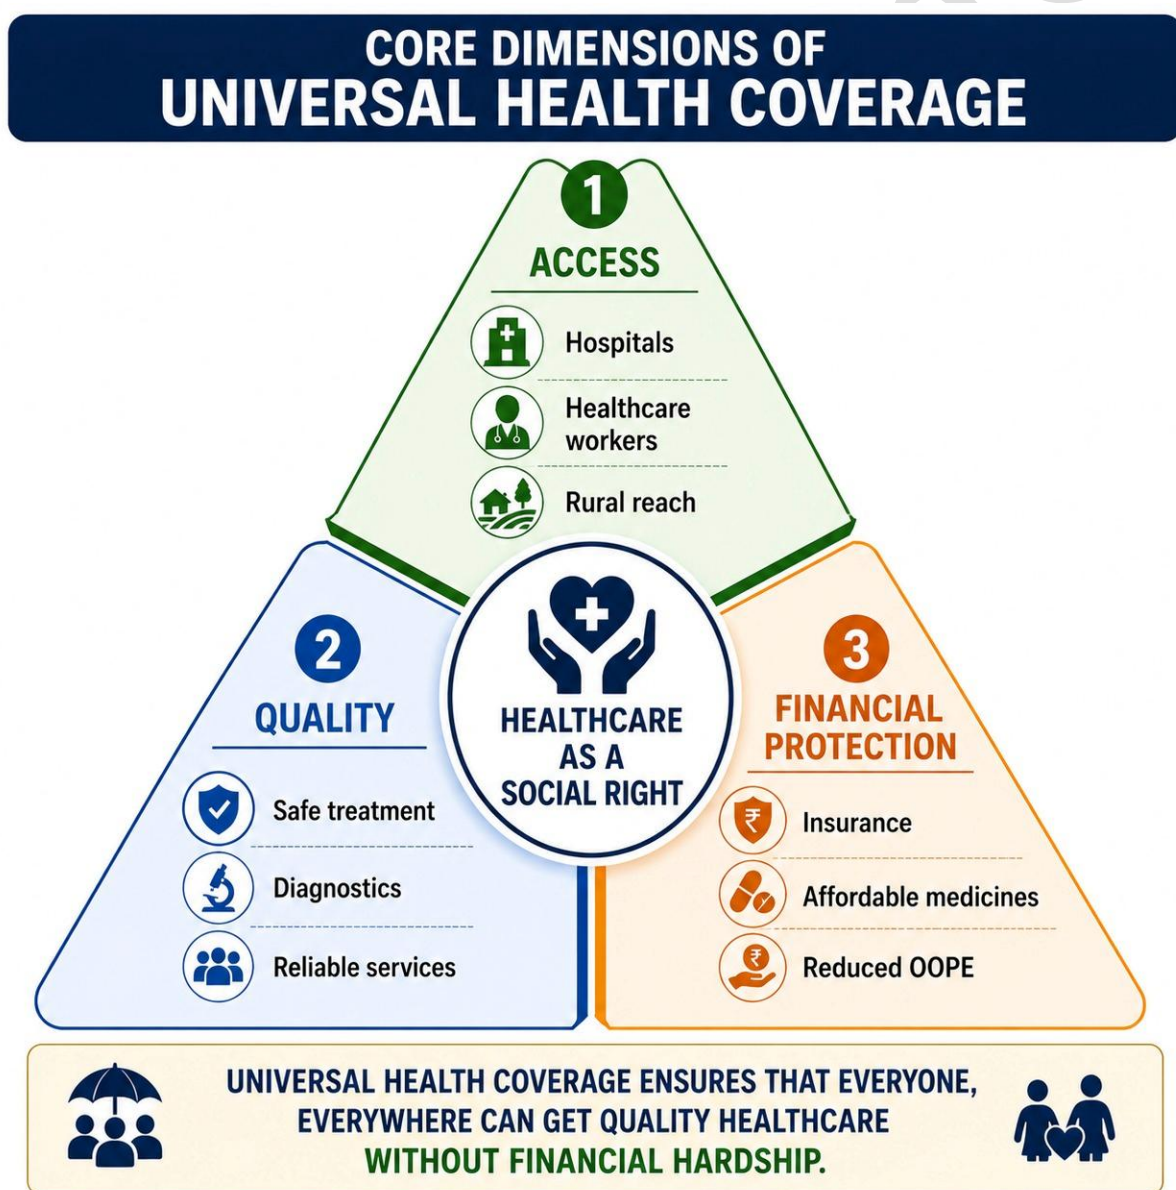 CORE DIMENSIONS OF
UNIVERSAL HEALTH COVERAGE
1
ACCESS
Hospitals
Healthcare
workers
Rural reach
2
QUALITY
Safe treatment
Diagnostics
Reliable services
HEALTHCARE
AS A
SOCIAL RIGHT
3
FINANCIAL
PROTECTION
₹
Insurance
Affordable medicines
₹
Reduced OOPE
UNIVERSAL HEALTH COVERAGE ENSURES THAT EVERYONE,
EVERYWHERE CAN GET QUALITY HEALTHCARE
WITHOUT FINANCIAL HARDSHIP.